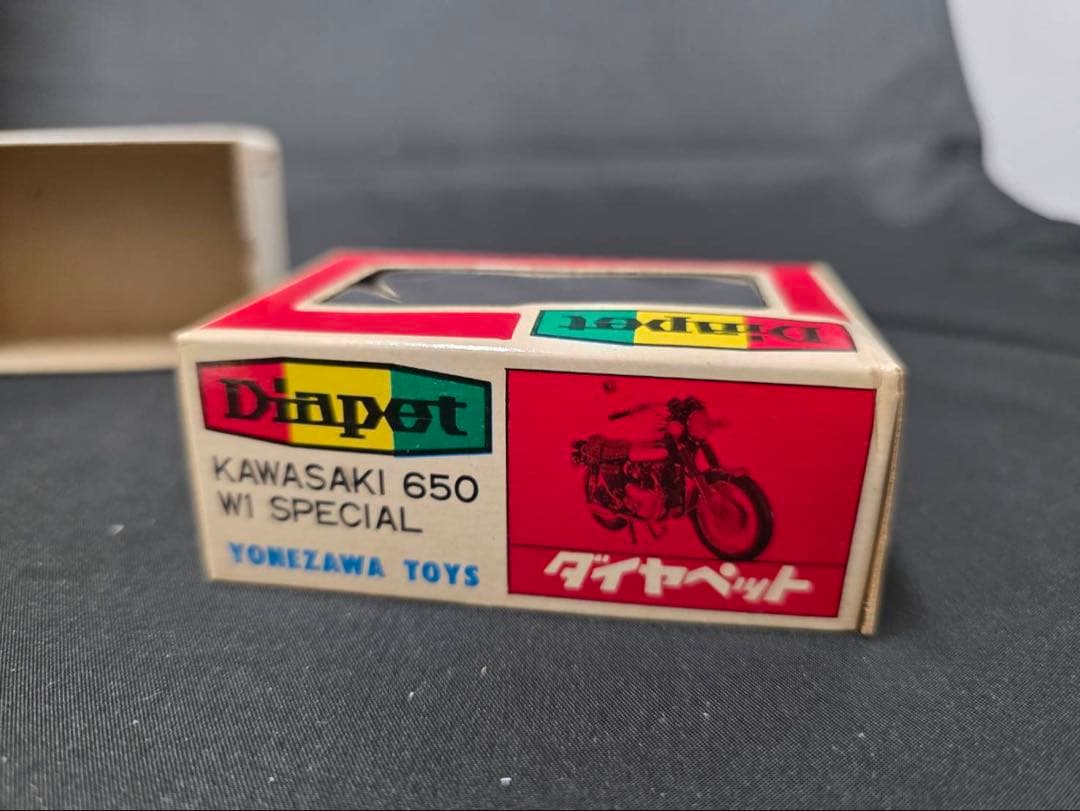 Diapet
Diapet
KAWASAKI 650
W1 SPECIAL
YONEZAWA TOYS
ダイヤペット